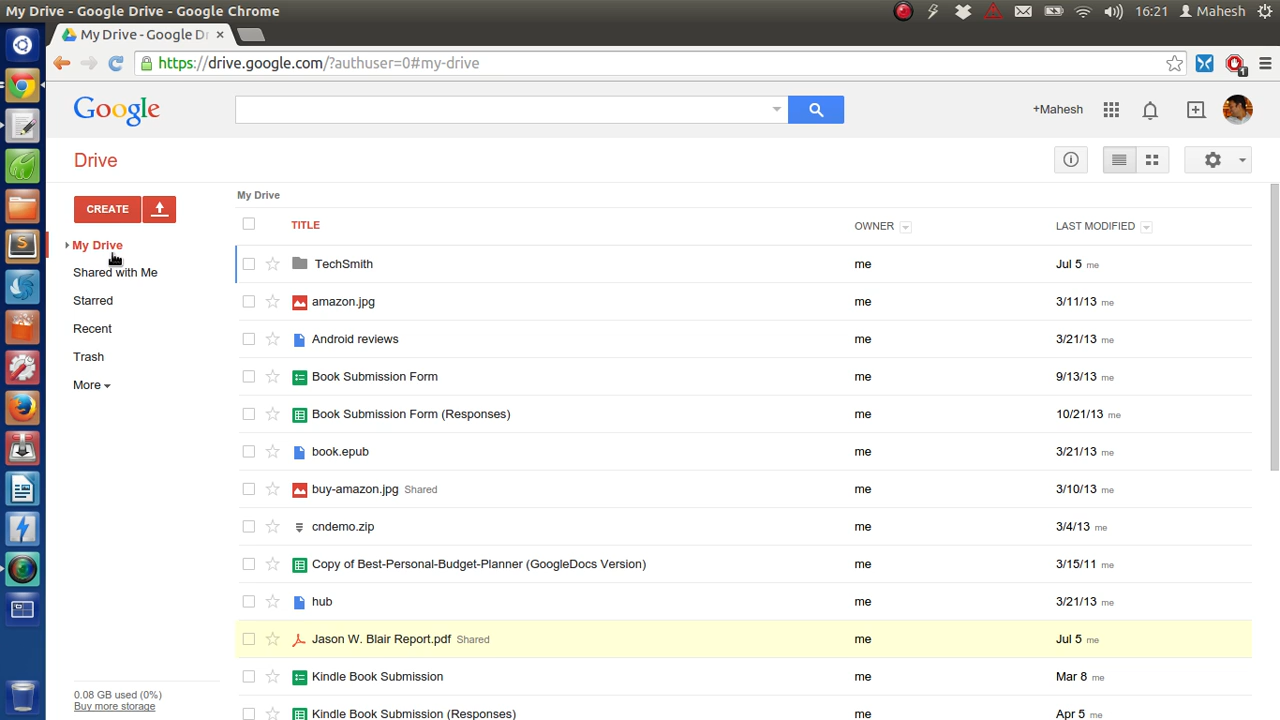 My Drive - Google Drive - Google Chrome
16:21 Mahesh
My Drive - Google D
https://drive.google.com/?authuser=0#my-drive
1
Google
+Mahesh
Drive
CREATE
My Drive
Shared with Me
Starred
Recent
Trash
More
0.08 GB used (0%)
Buy more storage
My Drive
TITLE OWNER LAST MODIFIED
TechSmith me Jul 5 me
amazon.jpg me 3/11/13 me
Android reviews me 3/21/13 me
Book Submission Form me 9/13/13 me
Book Submission Form (Responses) me 10/21/13 me
book.epub me 3/21/13 me
buy-amazon.jpg Shared me 3/10/13 me
cndemo.zip me 3/4/13 me
Copy of Best-Personal-Budget-Planner (GoogleDocs Version) me 3/15/11 me
hub me 3/21/13 me
Jason W. Blair Report.pdf Shared me Jul 5 me
Kindle Book Submission me Mar 8 me
Kindle Book Submission (Responses) me Apr 5 me